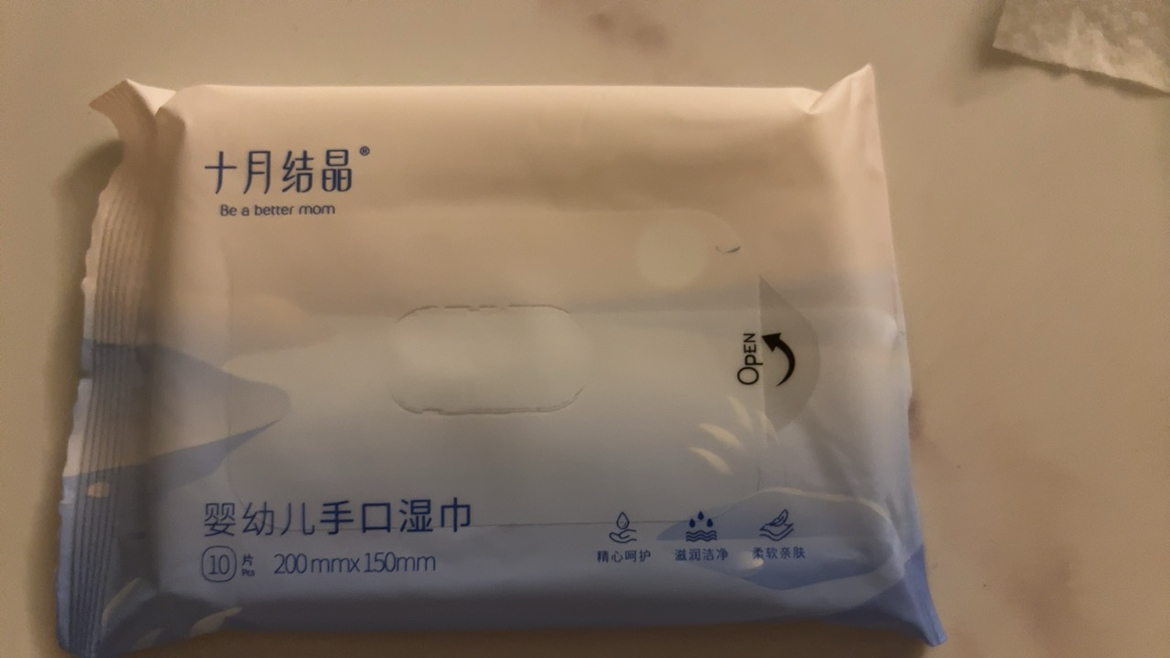 十月结晶®
Be a better mom
OPEN
婴幼儿手口湿巾
10片 Pcs 200mmx150mm
精心呵护 滋润洁净 柔软亲肤